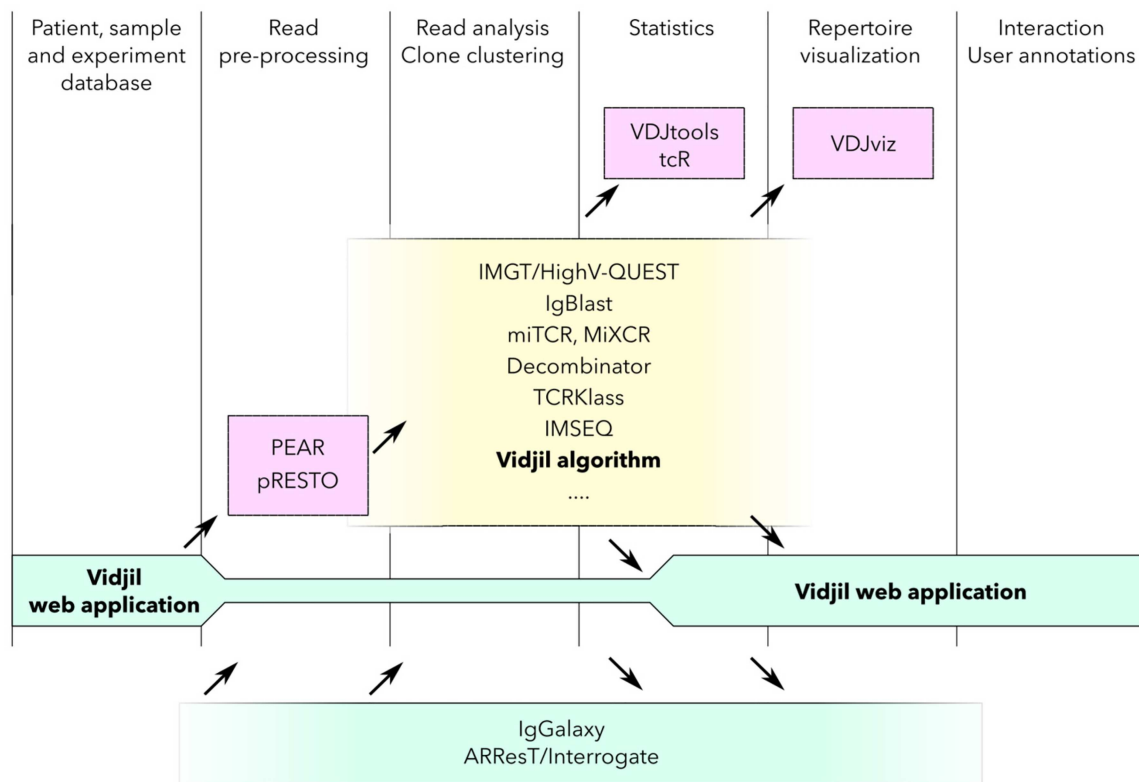 Patient, sample
and experiment
database
Read
pre-processing
Read analysis
Clone clustering
Statistics
Repertoire
visualization
Interaction
User annotations
VDJtools
tcR
VDJviz
IMGT/HighV-QUEST
IgBlast
miTCR, MiXCR
Decombinator
TCRKlass
IMSEQ
Vidjil algorithm
....
PEAR
pRESTO
Vidjil
web application
Vidjil web application
IgGalaxy
ARResT/Interrogate